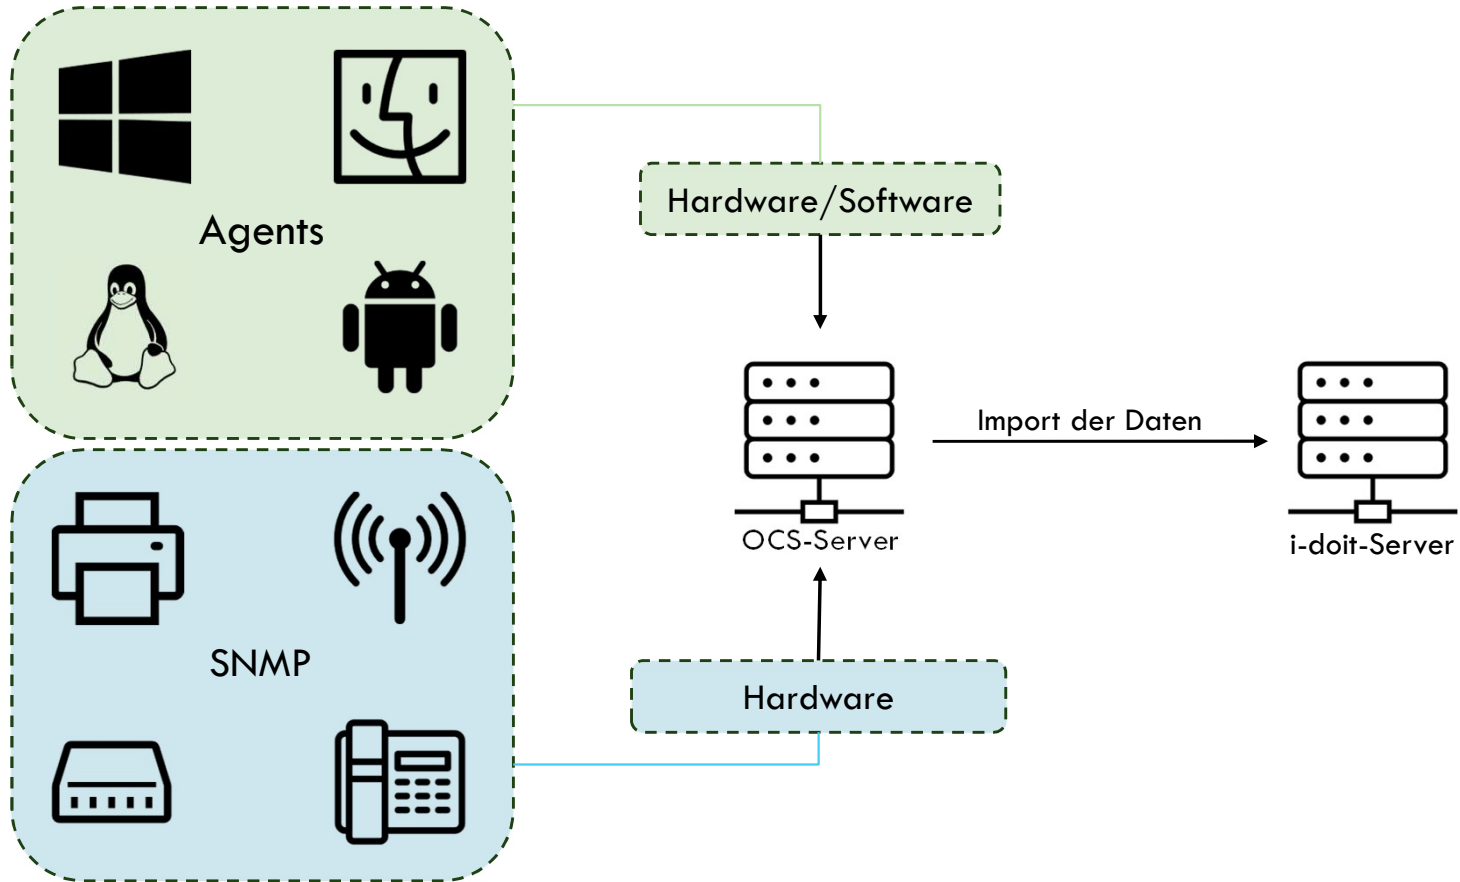 Agents
Hardware/Software
Import der Daten
OCS-Server
i-doit-Server
SNMP
Hardware